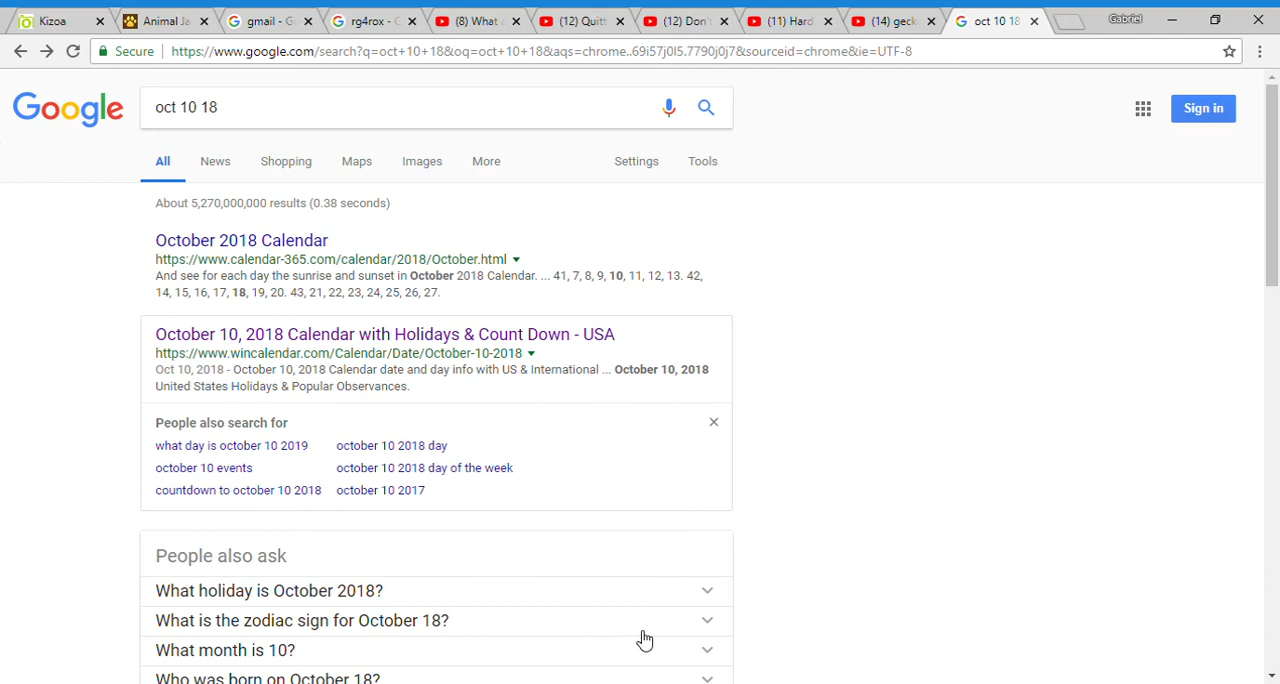 Kizoa Animal Ja gmail - G rg4rox - G (8) What (12) Quitt (12) Don' (11) Hard (14) geck oct 10 18 Gabriel
Secure https://www.google.com/search?q=oct+10+18&oq=oct+10+18&aqs=chrome..69i57j0l5.7790j0j7&sourceid=chrome&ie=UTF-8
Google oct 10 18 Sign in
All News Shopping Maps Images More Settings Tools
About 5,270,000,000 results (0.38 seconds)
October 2018 Calendar
https://www.calendar-365.com/calendar/2018/October.html
And see for each day the sunrise and sunset in October 2018 Calendar. ... 41, 7, 8, 9, 10, 11, 12, 13. 42,
14, 15, 16, 17, 18, 19, 20. 43, 21, 22, 23, 24, 25, 26, 27.
October 10, 2018 Calendar with Holidays & Count Down - USA
https://www.wincalendar.com/Calendar/Date/October-10-2018
Oct 10, 2018 - October 10, 2018 Calendar date and day info with US & International ... October 10, 2018
United States Holidays & Popular Observances.
People also search for
what day is october 10 2019 october 10 2018 day
october 10 events october 10 2018 day of the week
countdown to october 10 2018 october 10 2017
People also ask
What holiday is October 2018?
What is the zodiac sign for October 18?
What month is 10?
Who was born on October 18?